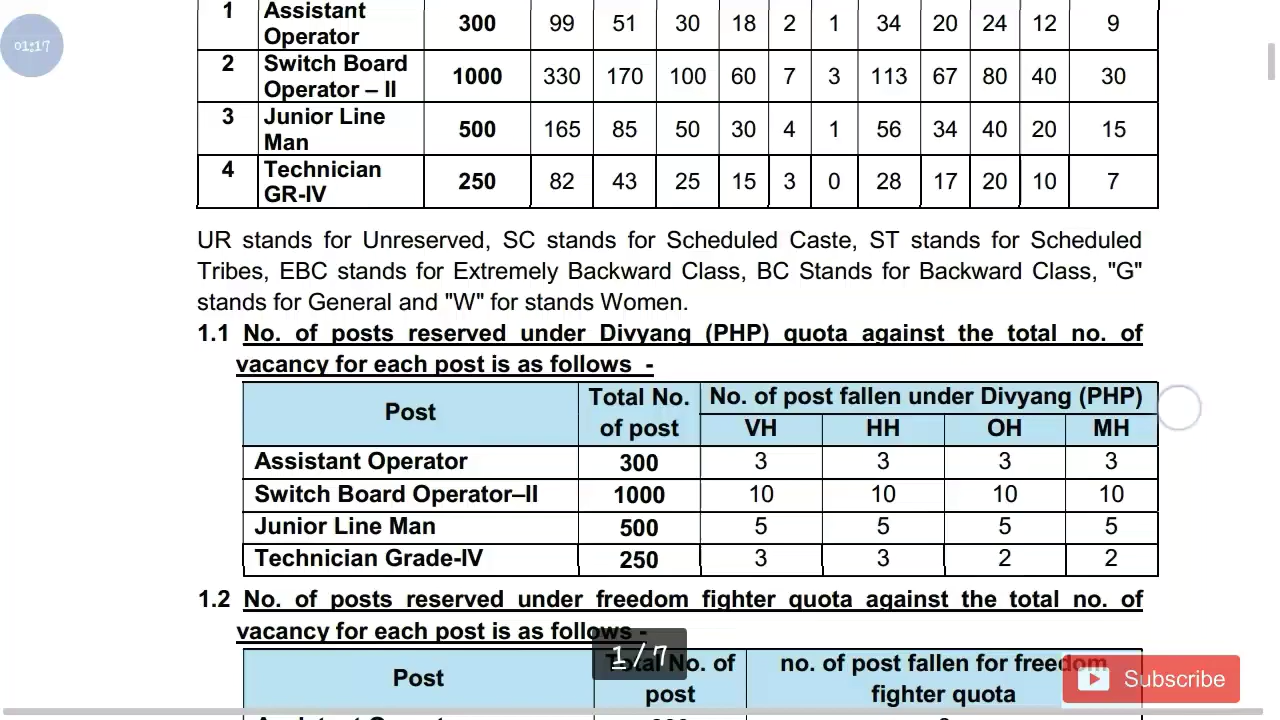 01:17
1 Assistant Operator 300 99 51 30 18 2 1 34 20 24 12 9
2 Switch Board Operator – II 1000 330 170 100 60 7 3 113 67 80 40 30
3 Junior Line Man 500 165 85 50 30 4 1 56 34 40 20 15
4 Technician GR-IV 250 82 43 25 15 3 0 28 17 20 10 7
UR stands for Unreserved, SC stands for Scheduled Caste, ST stands for Scheduled
Tribes, EBC stands for Extremely Backward Class, BC Stands for Backward Class, "G"
stands for General and "W" for stands Women.
1.1 No. of posts reserved under Divyang (PHP) quota against the total no. of
vacancy for each post is as follows -
Post Total No. of post No. of post fallen under Divyang (PHP)
VH HH OH MH
Assistant Operator 300 3 3 3 3
Switch Board Operator–II 1000 10 10 10 10
Junior Line Man 500 5 5 5 5
Technician Grade-IV 250 3 3 2 2
1.2 No. of posts reserved under freedom fighter quota against the total no. of
vacancy for each post is as follows -
1/7
Post Total No. of post no. of post fallen for freedom fighter quota
Subscribe